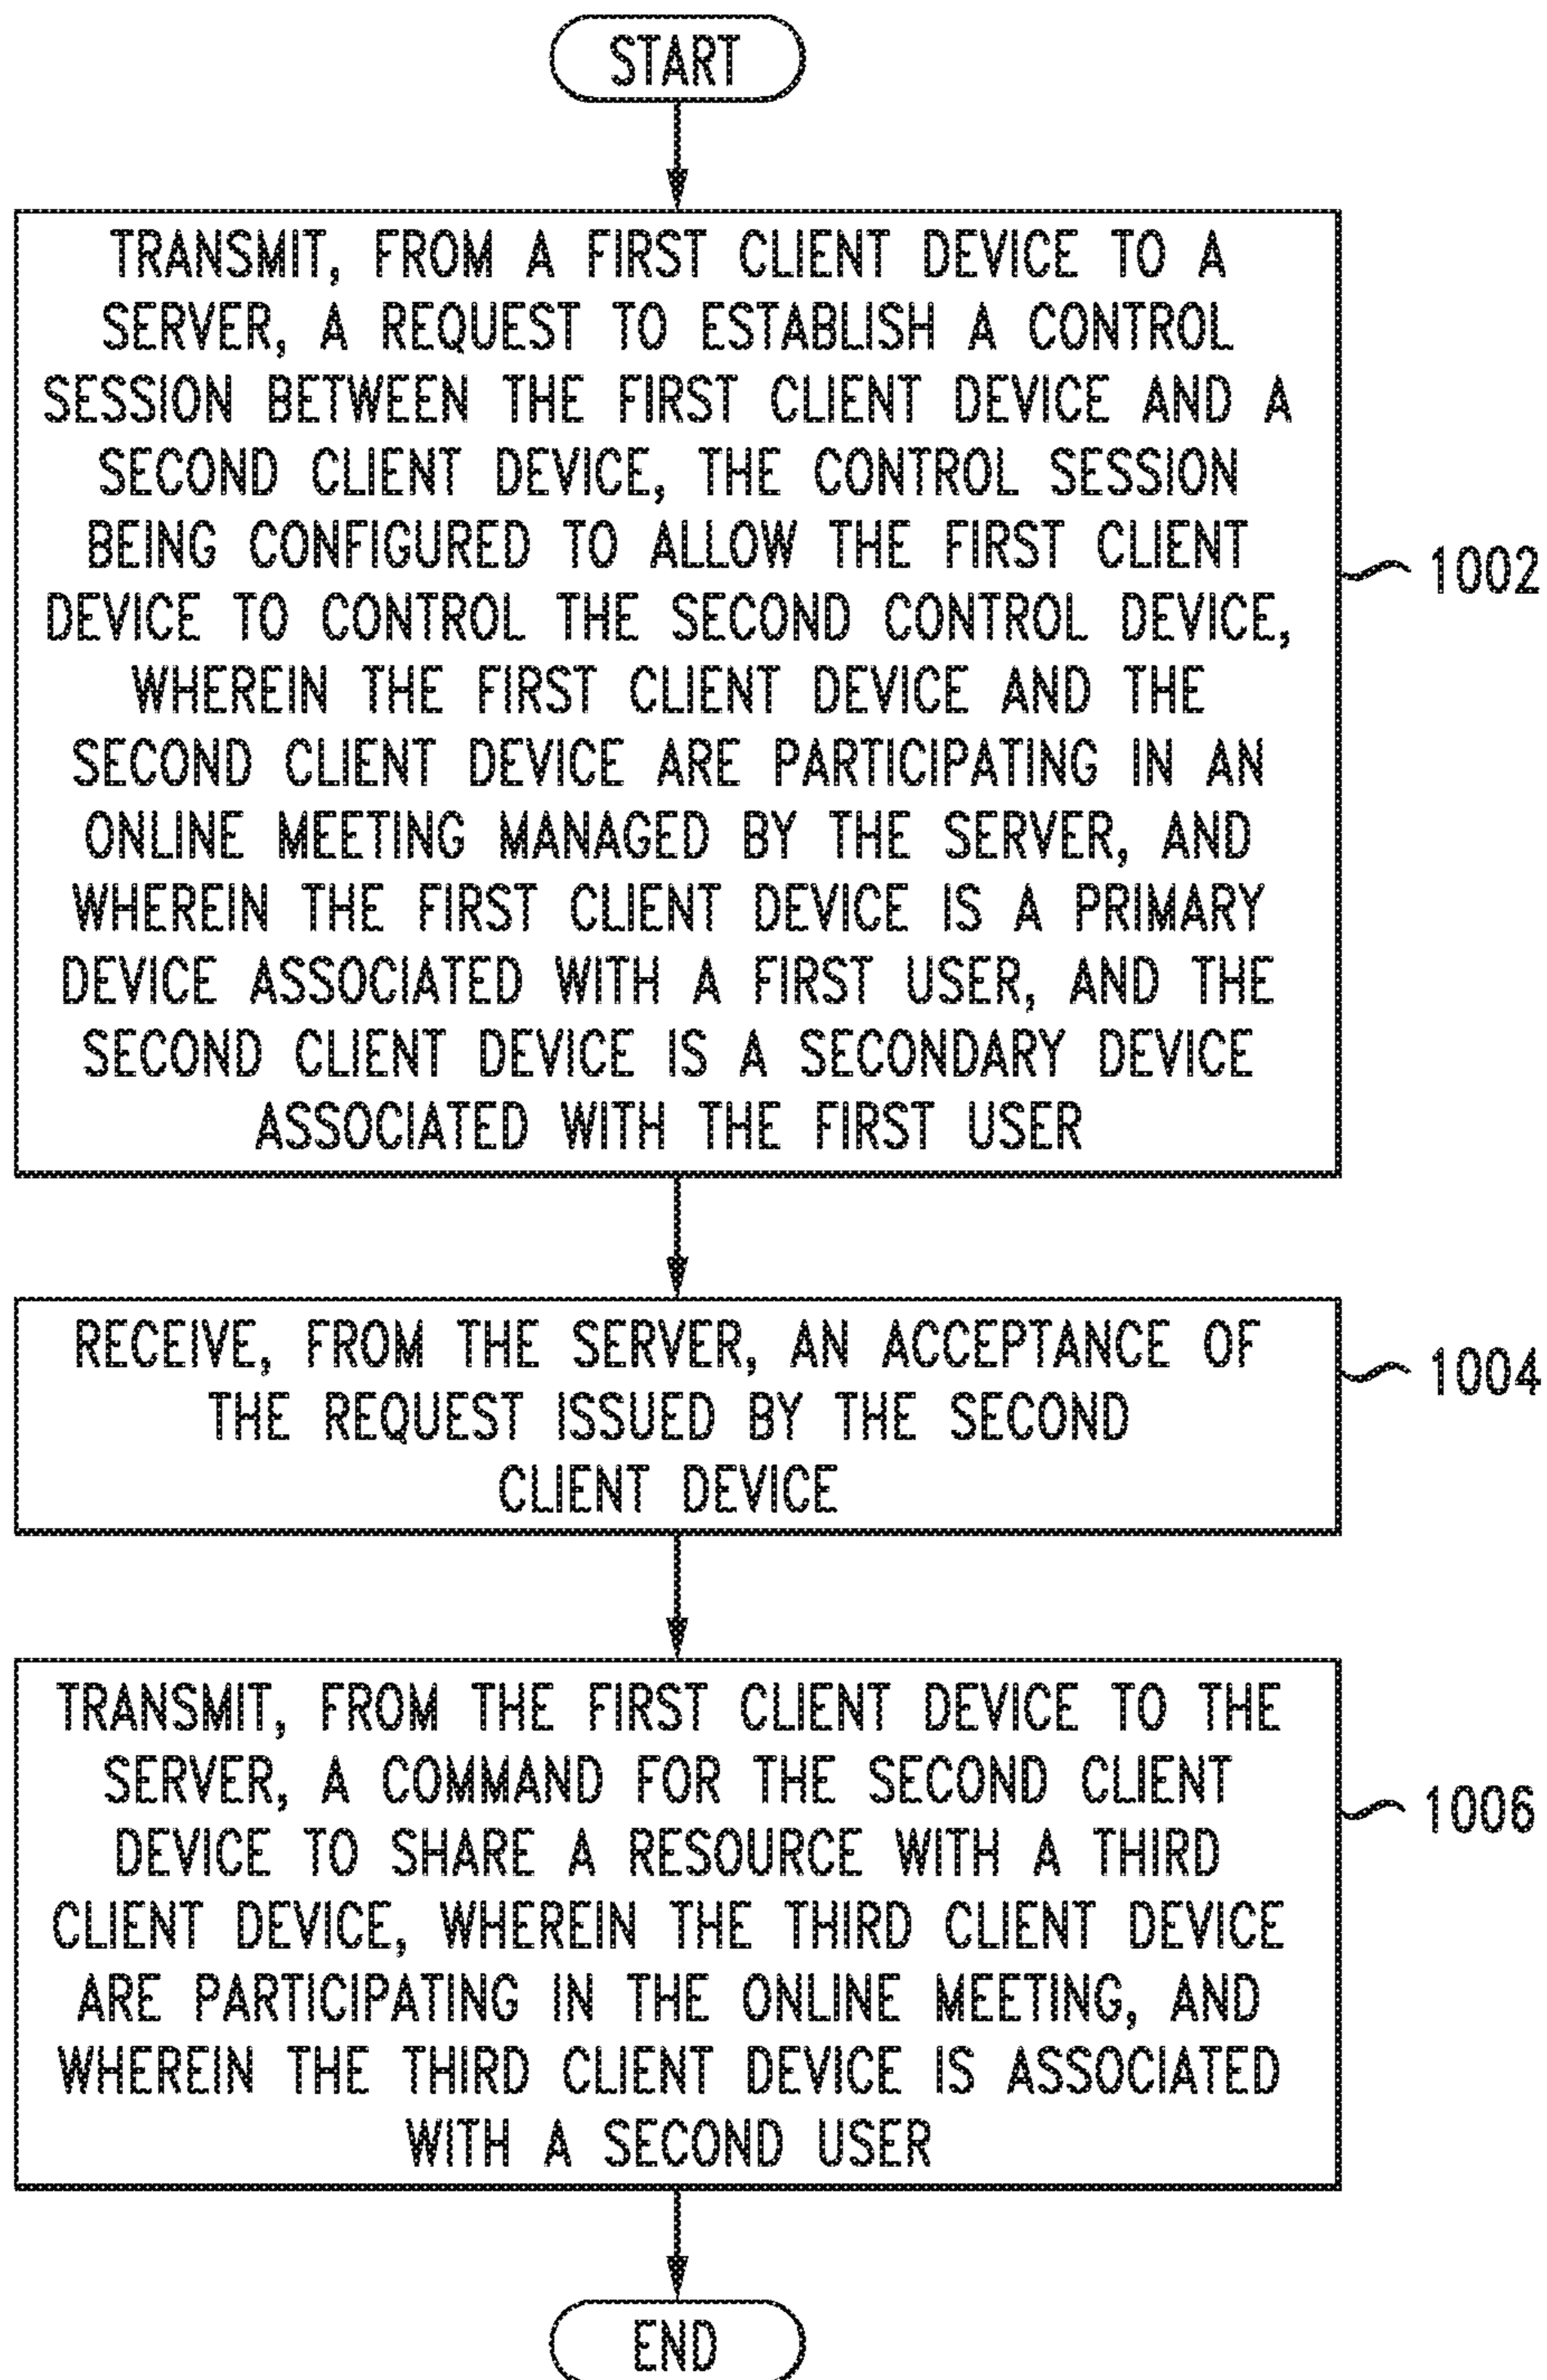 START
TRANSMIT, FROM A FIRST CLIENT DEVICE TO A
SERVER, A REQUEST TO ESTABLISH A CONTROL
SESSION BETWEEN THE FIRST CLIENT DEVICE AND A
SECOND CLIENT DEVICE, THE CONTROL SESSION
BEING CONFIGURED TO ALLOW THE FIRST CLIENT
DEVICE TO CONTROL THE SECOND CONTROL DEVICE,
WHEREIN THE FIRST CLIENT DEVICE AND THE
SECOND CLIENT DEVICE ARE PARTICIPATING IN AN
ONLINE MEETING MANAGED BY THE SERVER, AND
WHEREIN THE FIRST CLIENT DEVICE IS A PRIMARY
DEVICE ASSOCIATED WITH A FIRST USER, AND THE
SECOND CLIENT DEVICE IS A SECONDARY DEVICE
ASSOCIATED WITH THE FIRST USER
1002
RECEIVE, FROM THE SERVER, AN ACCEPTANCE OF
THE REQUEST ISSUED BY THE SECOND
CLIENT DEVICE
1004
TRANSMIT, FROM THE FIRST CLIENT DEVICE TO THE
SERVER, A COMMAND FOR THE SECOND CLIENT
DEVICE TO SHARE A RESOURCE WITH A THIRD
CLIENT DEVICE, WHEREIN THE THIRD CLIENT DEVICE
ARE PARTICIPATING IN THE ONLINE MEETING, AND
WHEREIN THE THIRD CLIENT DEVICE IS ASSOCIATED
WITH A SECOND USER
1006
END